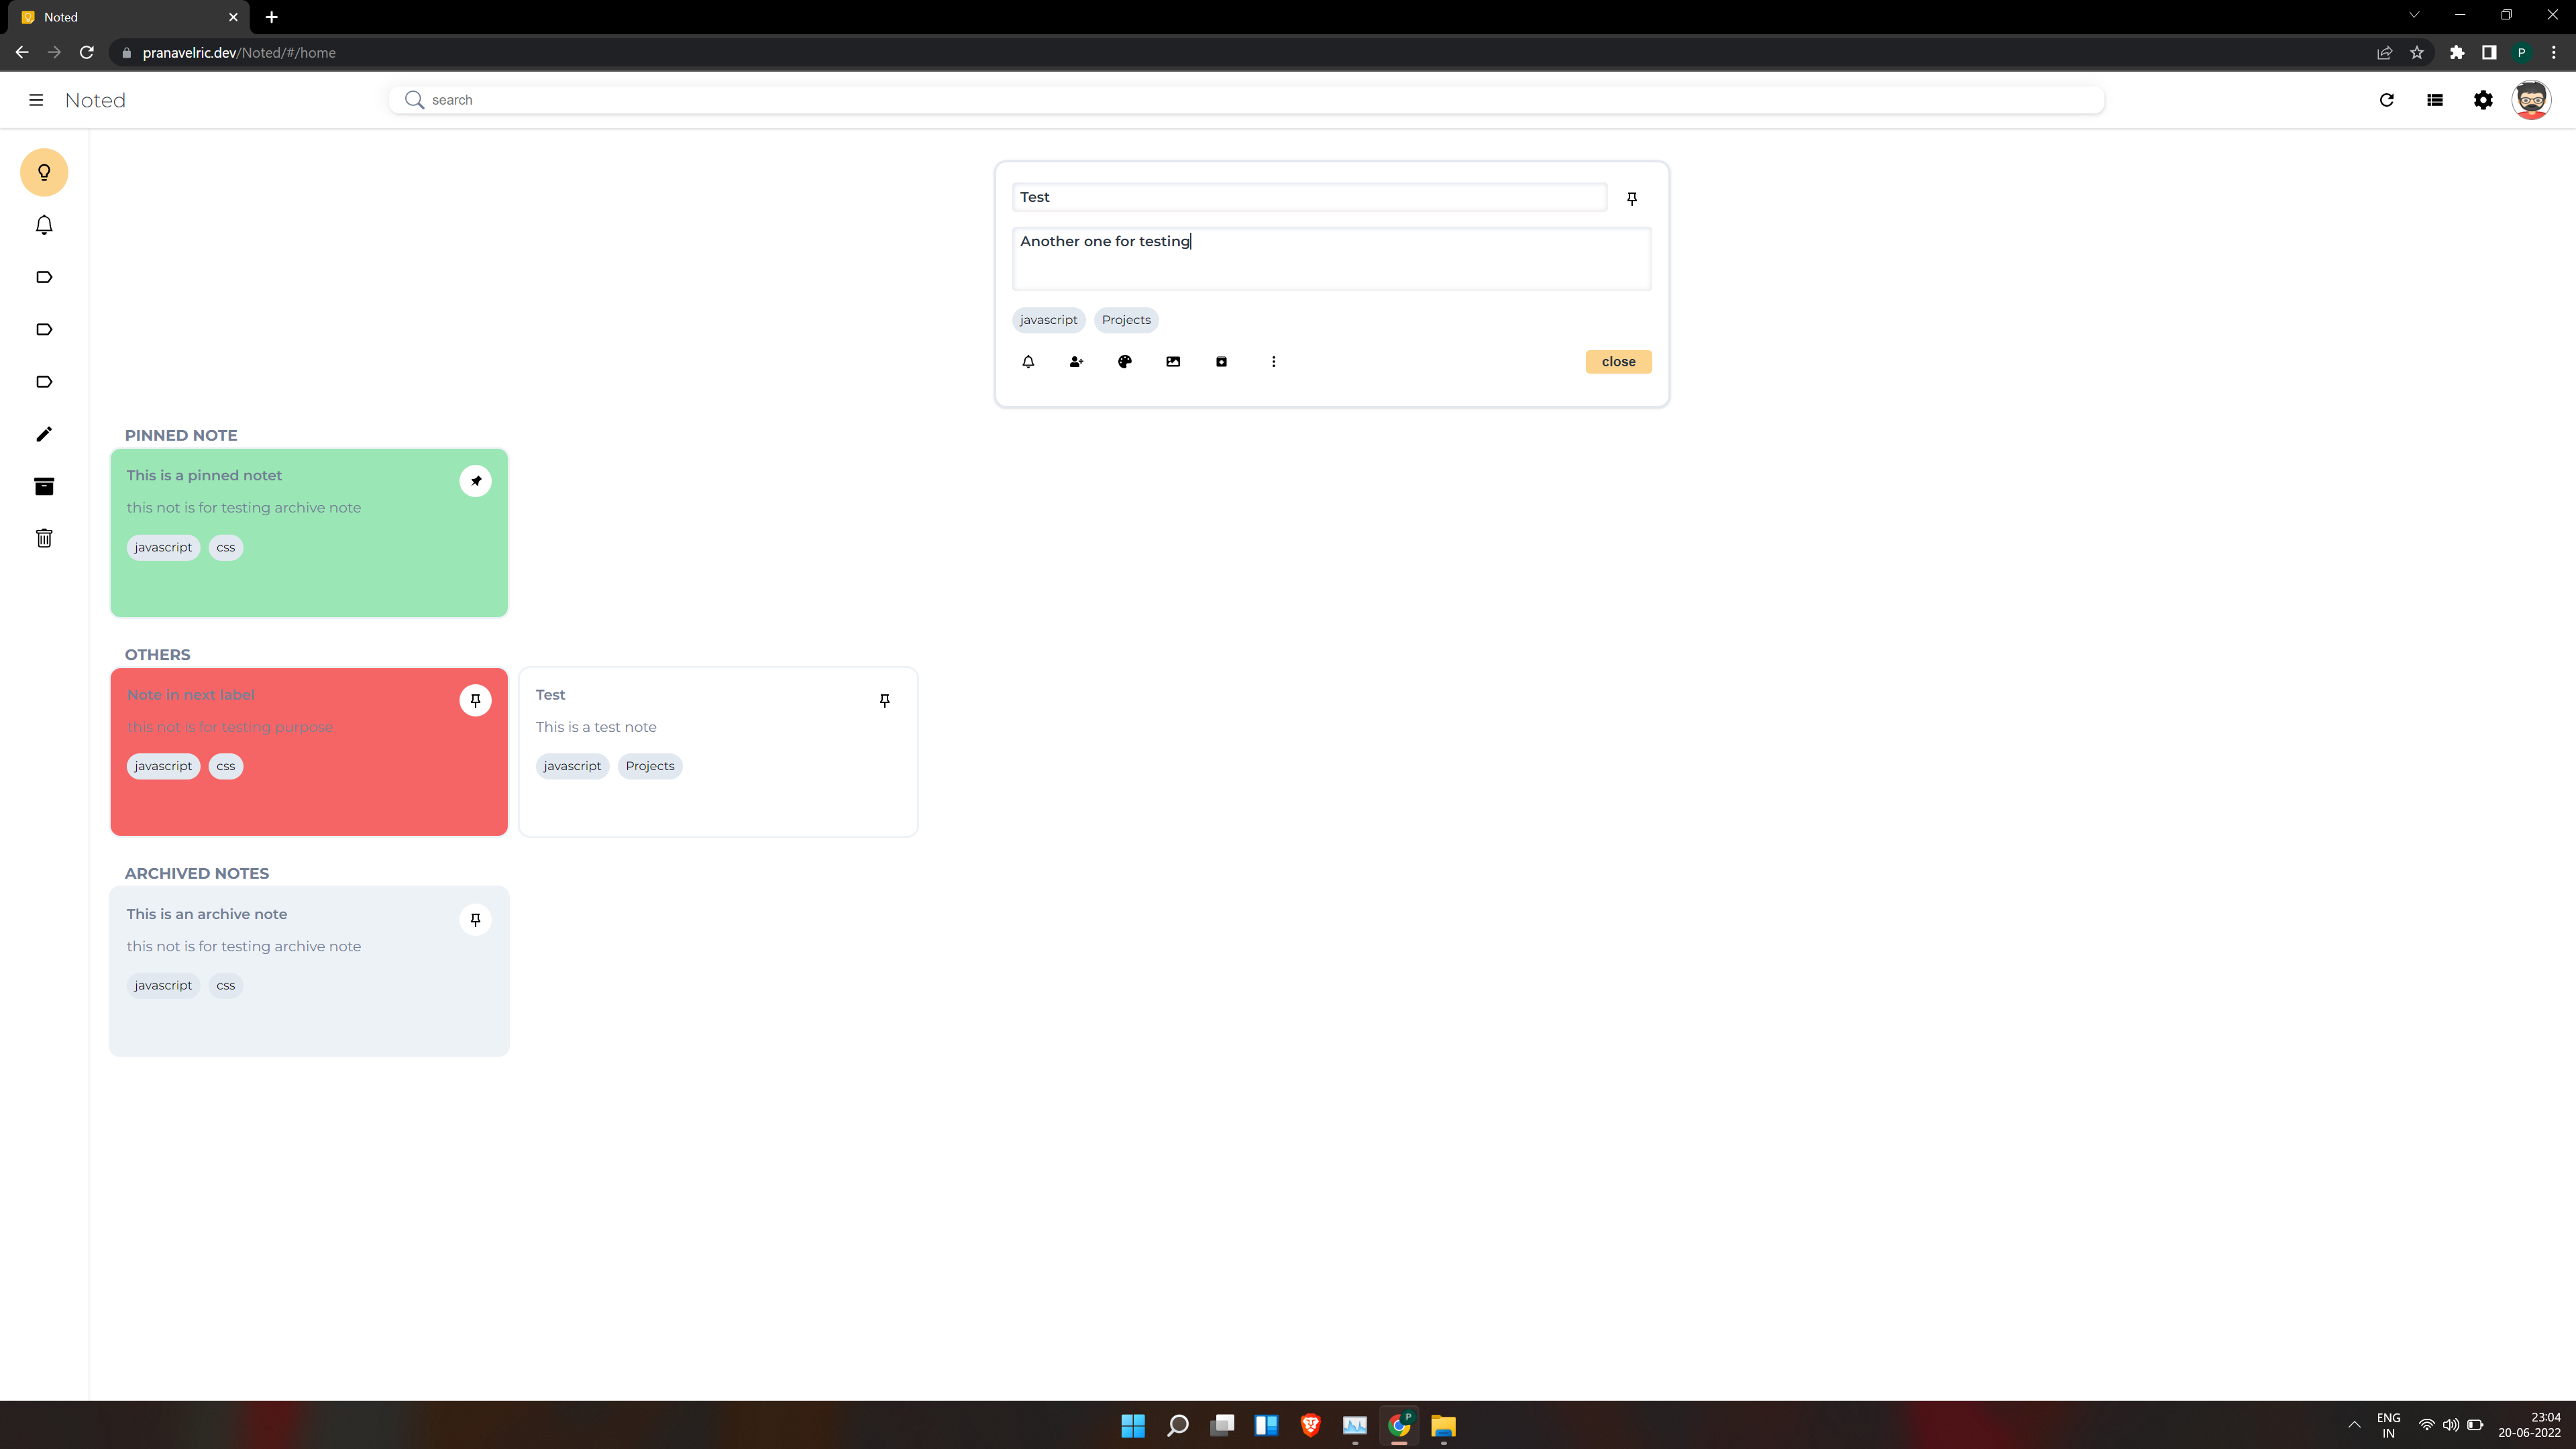 Noted
pranavelric.dev/Noted/#/home
P
Noted
search
Test
Another one for testing
javascript Projects
close
PINNED NOTE
This is a pinned notet
this not is for testing archive note
javascript css
OTHERS
Note in next label
this not is for testing purpose
javascript css
Test
This is a test note
javascript Projects
ARCHIVED NOTES
This is an archive note
this not is for testing archive note
javascript css
P
ENG
IN
23:04
20-06-2022